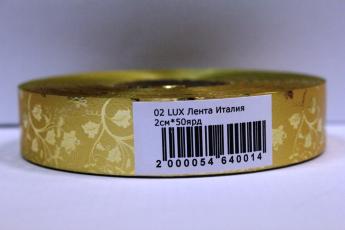 02 LUX Лента Италия
2см*50ярд
2 000054 640014